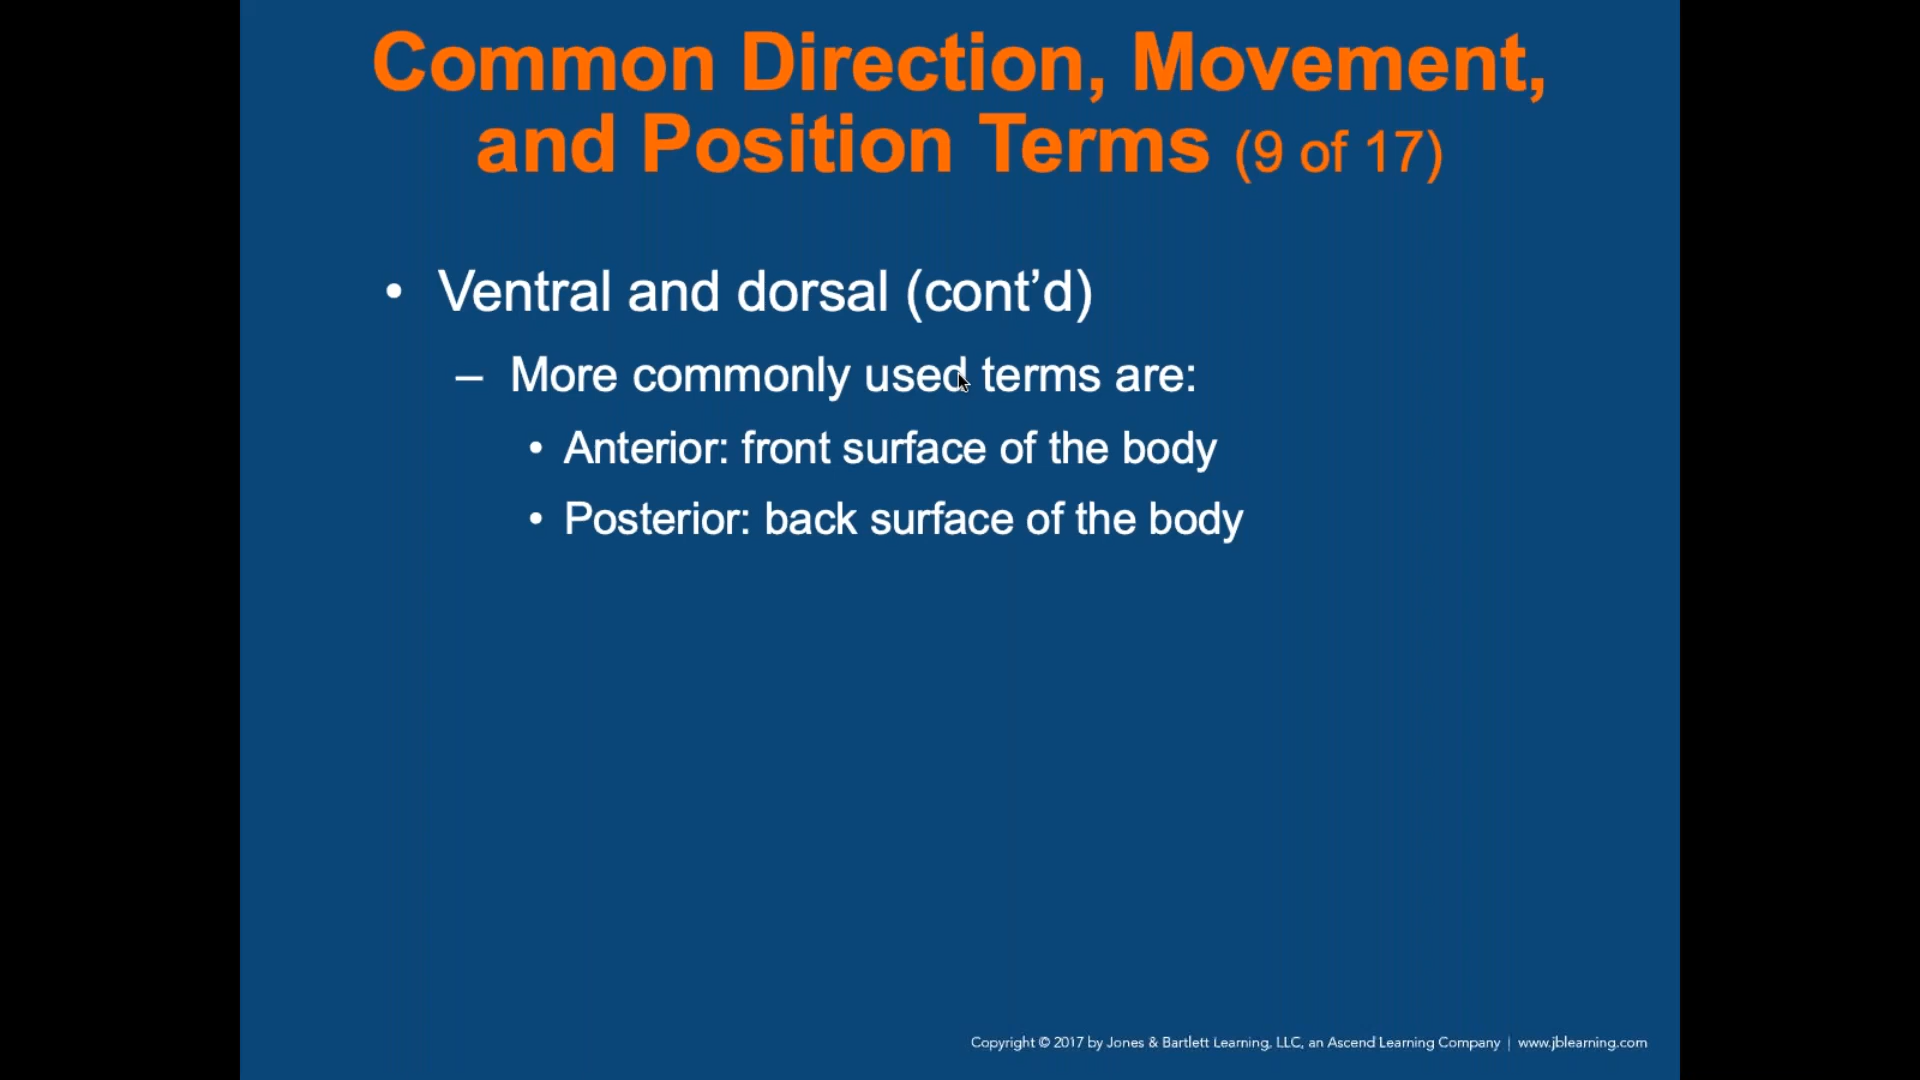 Common Direction, Movement,
and Position Terms (9 of 17)
• Ventral and dorsal (cont’d)
– More commonly used terms are:
• Anterior: front surface of the body
• Posterior: back surface of the body
Copyright © 2017 by Jones & Bartlett Learning, LLC, an Ascend Learning Company | www.jblearning.com